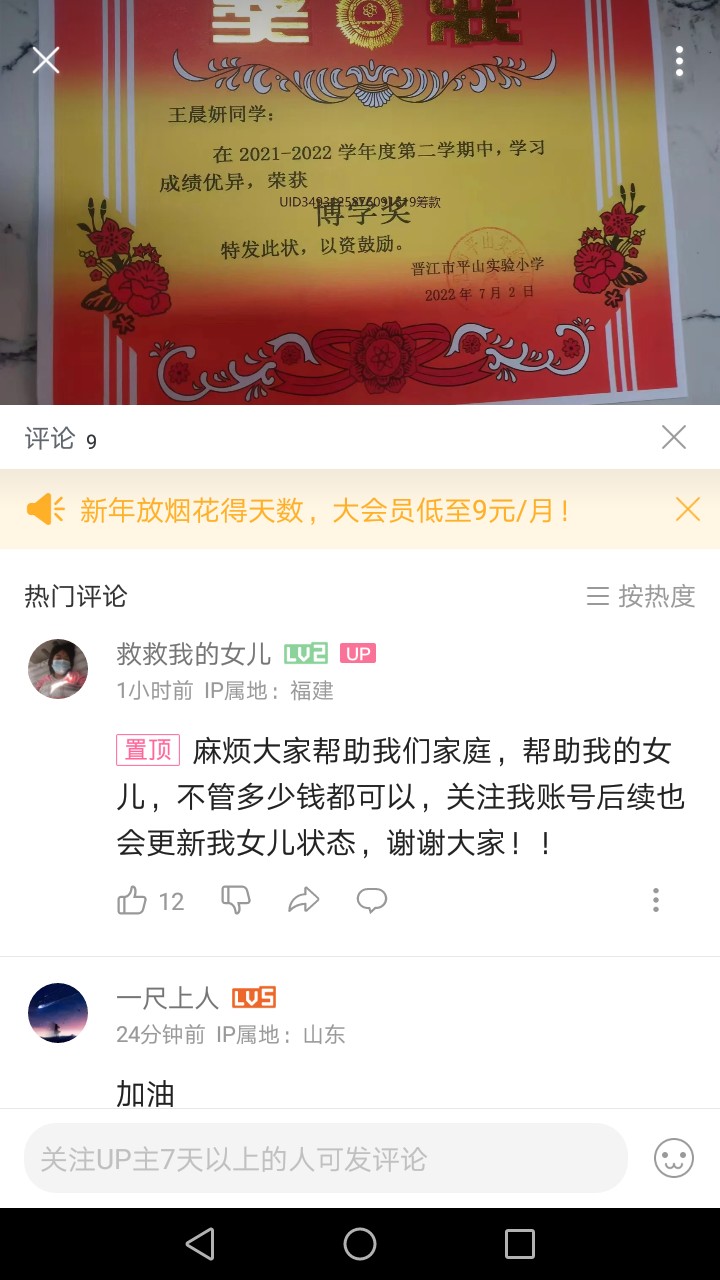 奖 状
王晨妍同学：
在 2021-2022 学年度第二学期中，学习
成绩优异，荣获
博学奖
特发此状，以资鼓励。
晋江市平山实验小学
2022 年 7 月 2 日
评论 9
新年放烟花得天数，大会员低至9元/月！
热门评论
按热度
救救我的女儿 LV2 UP
1小时前 IP属地：福建
置顶 麻烦大家帮助我们家庭，帮助我的女
儿，不管多少钱都可以，关注我账号后续也
会更新我女儿状态，谢谢大家！！
12
一尺上人 LV5
24分钟前 IP属地：山东
加油
关注UP主7天以上的人可发评论